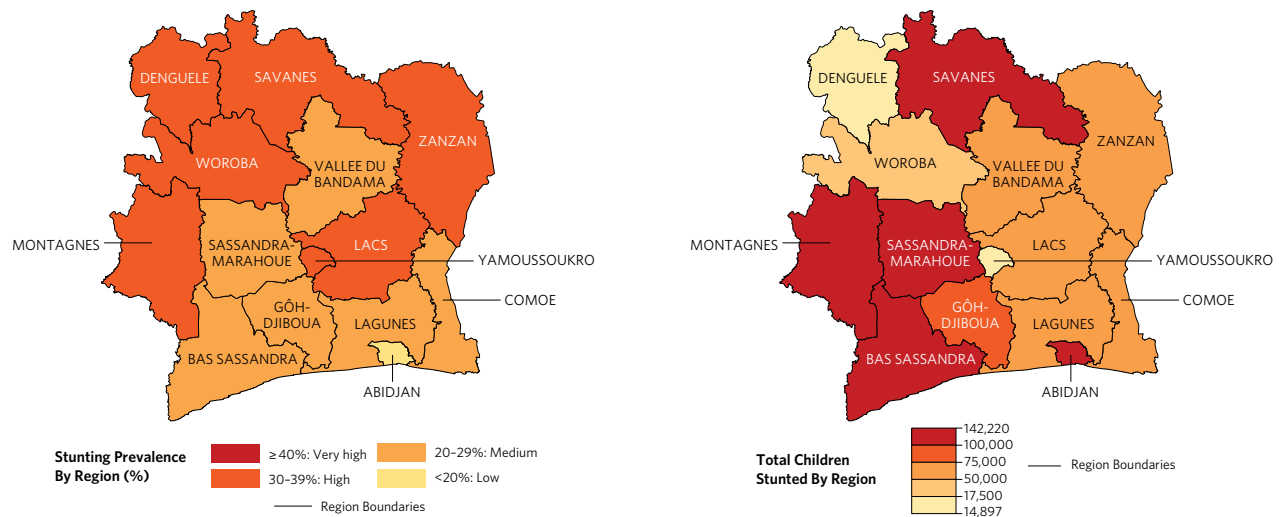 DENGUELE
SAVANES
ZANZAN
WOROBA
VALLEE DU
BANDAMA
MONTAGNES
SASSANDRA-
MARAHOUE
LACS
YAMOUSSOUKRO
COMOE
GÔH-
DJIBOUA
LAGUNES
BAS SASSANDRA
ABIDJAN
Stunting Prevalence
By Region (%)
≥40%: Very high
30–39%: High
20–29%: Medium
<20%: Low
Region Boundaries
DENGUELE
SAVANES
ZANZAN
WOROBA
VALLEE DU
BANDAMA
MONTAGNES
SASSANDRA-
MARAHOUE
LACS
YAMOUSSOUKRO
COMOE
GÔH-
DJIBOUA
LAGUNES
BAS SASSANDRA
ABIDJAN
Total Children
Stunted By Region
142,220
100,000
75,000
50,000
17,500
14,897
Region Boundaries